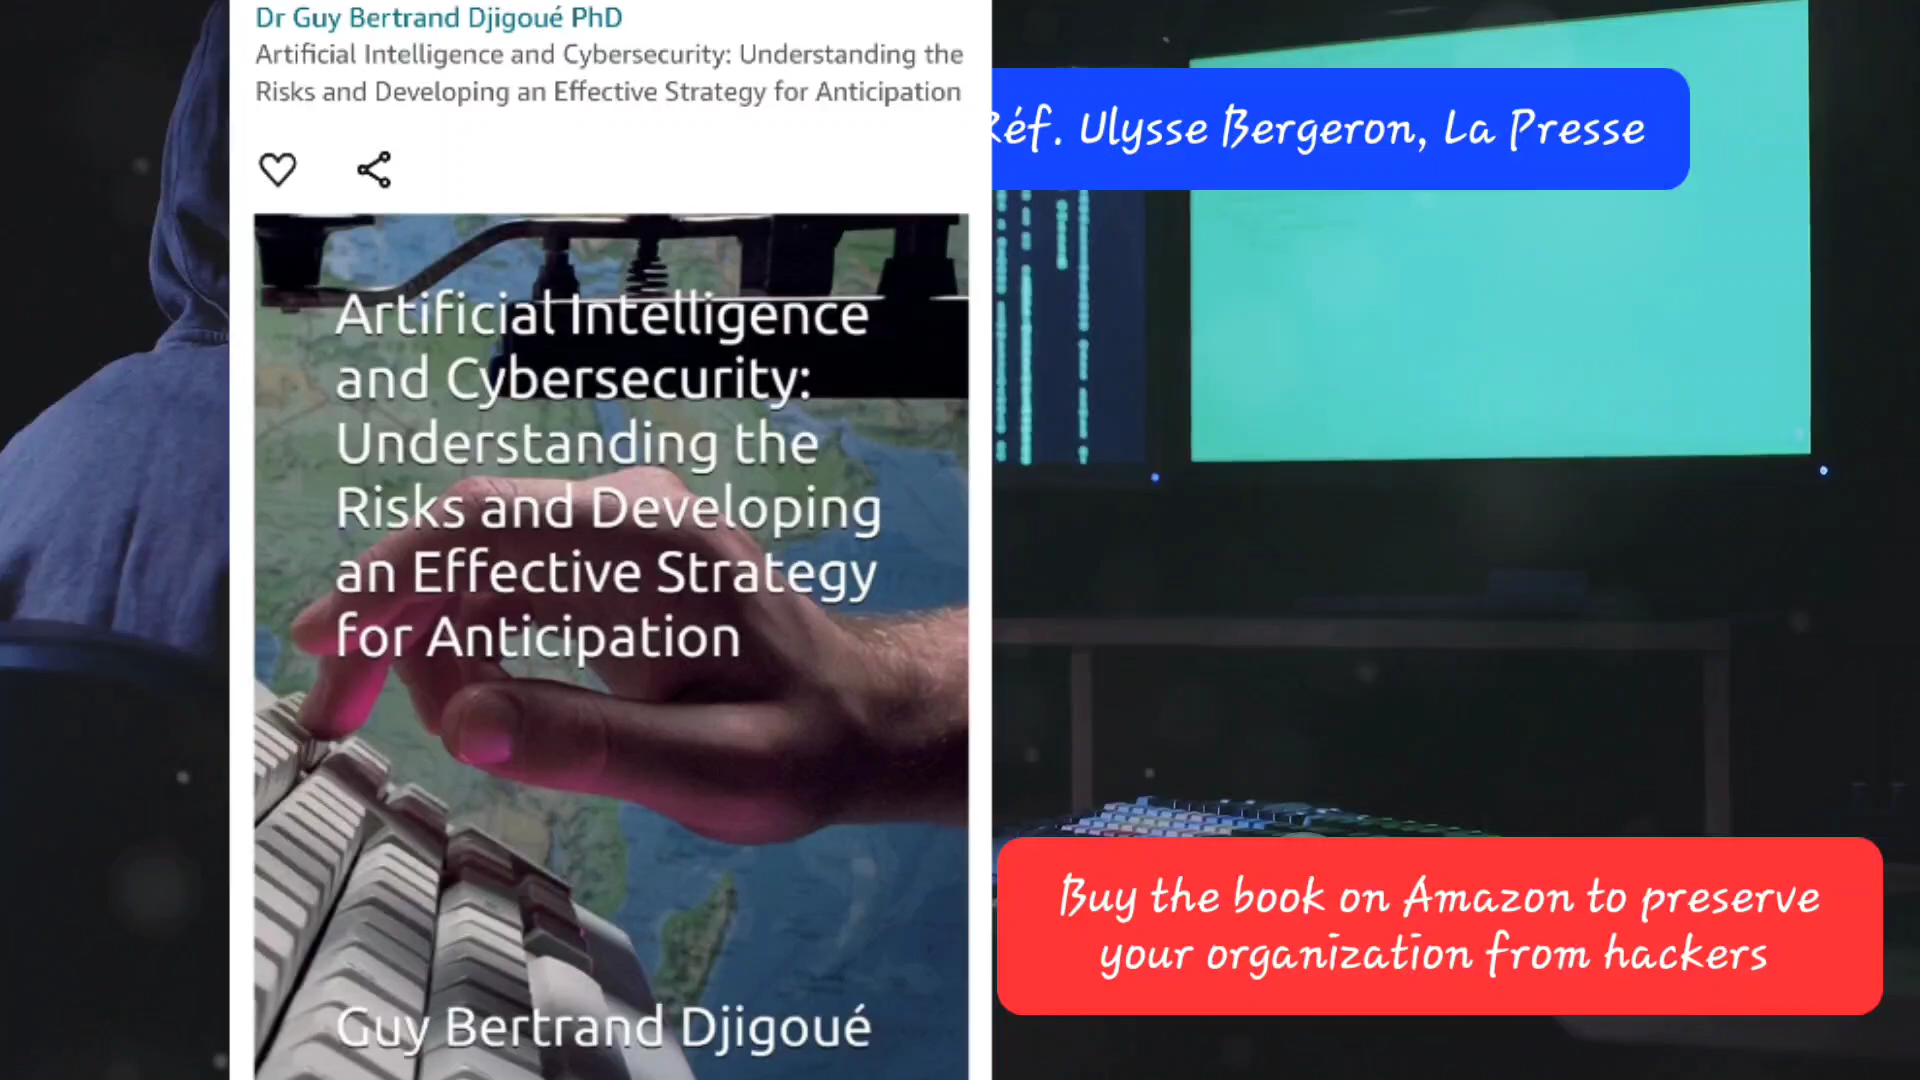 Dr Guy Bertrand Djigoué PhD
Artificial Intelligence and Cybersecurity: Understanding the
Risks and Developing an Effective Strategy for Anticipation
Artificial Intelligence
and Cybersecurity:
Understanding the
Risks and Developing
an Effective Strategy
for Anticipation
Guy Bertrand Djigoué
Réf. Ulysse Bergeron, La Presse
Buy the book on Amazon to preserve
your organization from hackers